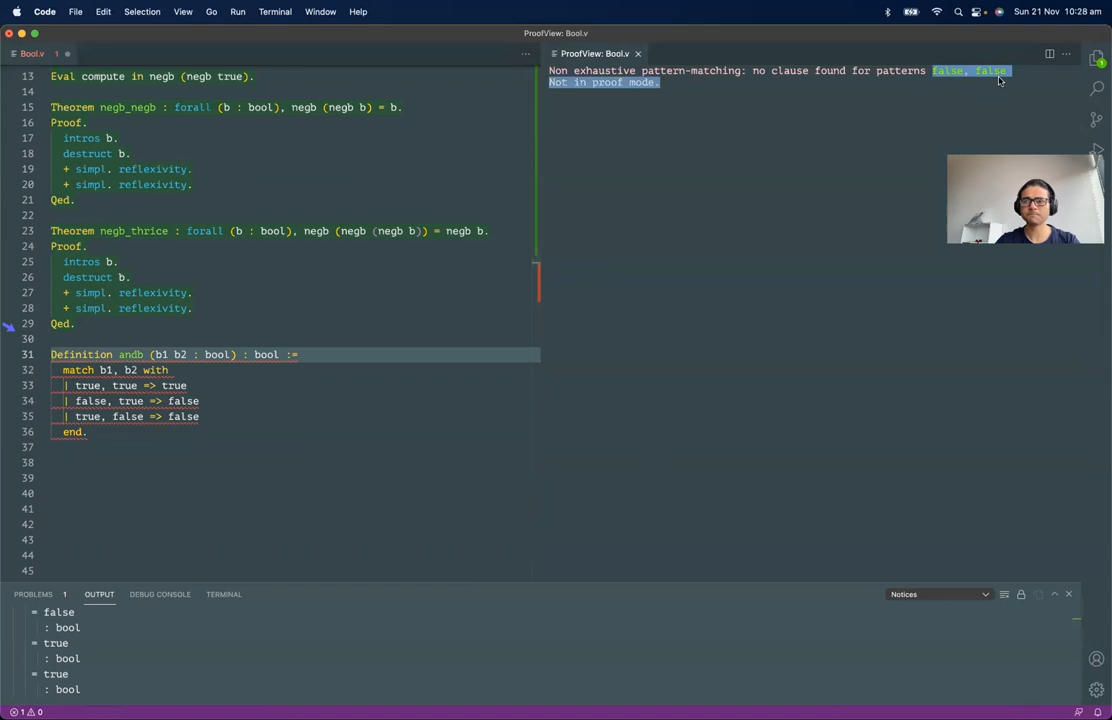 Code File Edit Selection View Go Run Terminal Window Help Sun 21 Nov 10:28 am
ProofView: Bool.v
Bool.v 1
ProofView: Bool.v
13 Eval compute in negb (negb true).
14
15 Theorem negb_negb : forall (b : bool), negb (negb b) = b.
16 Proof.
17 intros b.
18 destruct b.
19 + simpl. reflexivity.
20 + simpl. reflexivity.
21 Qed.
22
23 Theorem negb_thrice : forall (b : bool), negb (negb (negb b)) = negb b.
24 Proof.
25 intros b.
26 destruct b.
27 + simpl. reflexivity.
28 + simpl. reflexivity.
29 Qed.
30
31 Definition andb (b1 b2 : bool) : bool :=
32 match b1, b2 with
33 | true, true => true
34 | false, true => false
35 | true, false => false
36 end.
37
38
39
40
41
42
43
44
45
Non exhaustive pattern-matching: no clause found for patterns false, false
Not in proof mode.
1
PROBLEMS 1 OUTPUT DEBUG CONSOLE TERMINAL
Notices
= false
: bool
= true
: bool
= true
: bool
1 0